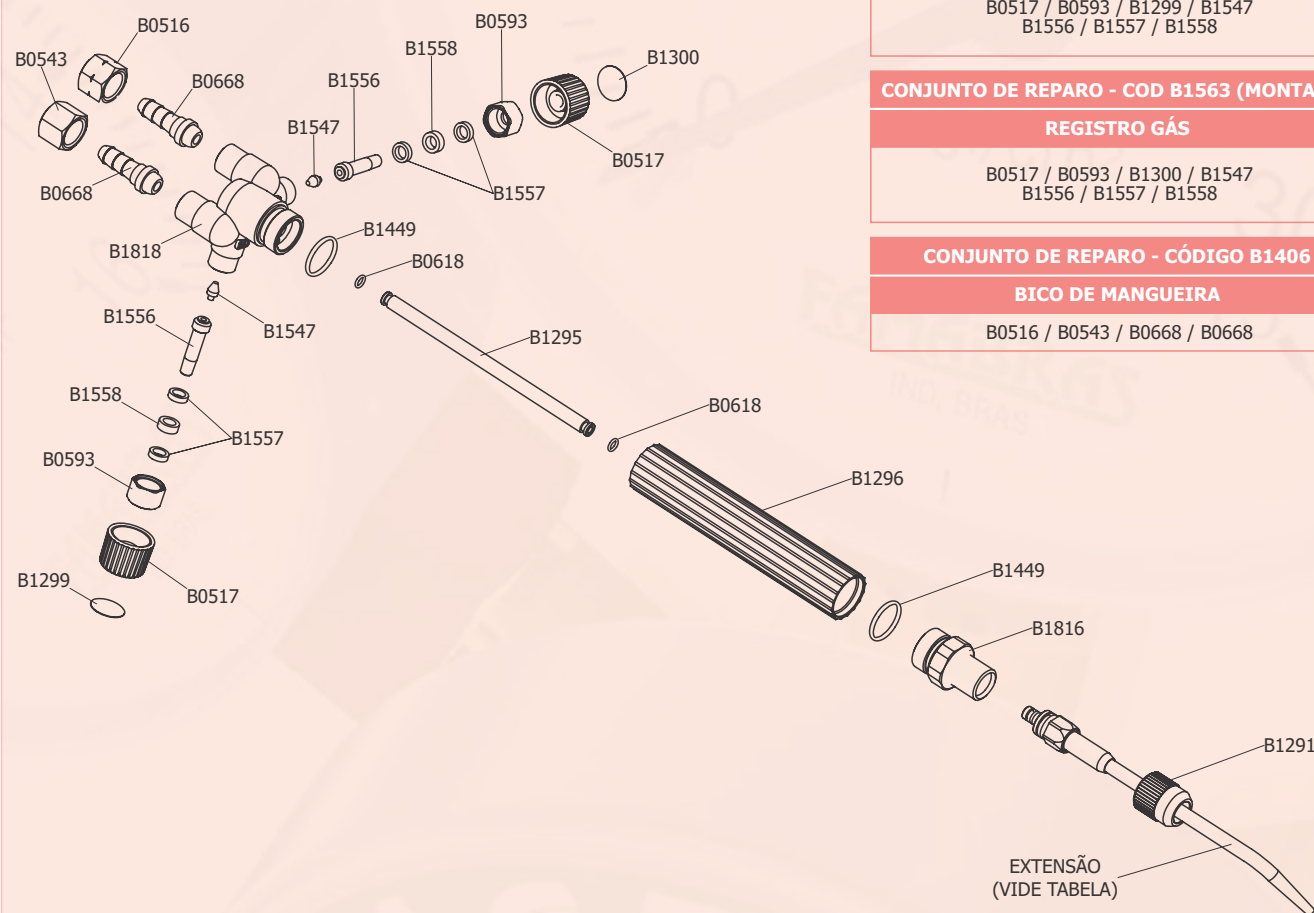 B0517 / B0593 / B1299 / B1547
B1556 / B1557 / B1558
CONJUNTO DE REPARO - COD B1563 (MONTA
REGISTRO GÁS
B0517 / B0593 / B1300 / B1547
B1556 / B1557 / B1558
CONJUNTO DE REPARO - CÓDIGO B1406
BICO DE MANGUEIRA
B0516 / B0543 / B0668 / B0668
B0516
B0593
B0543
B1558
B1300
B0668
B1556
B1547
B0517
B0668
B1557
B1449
B1818
B0618
B1556
B1547
B1295
B1558
B0618
B1557
B0593
B1296
B1299
B0517
B1449
B1816
B1291
EXTENSÃO
(VIDE TABELA)
FAMABRAS
IND. BRAS